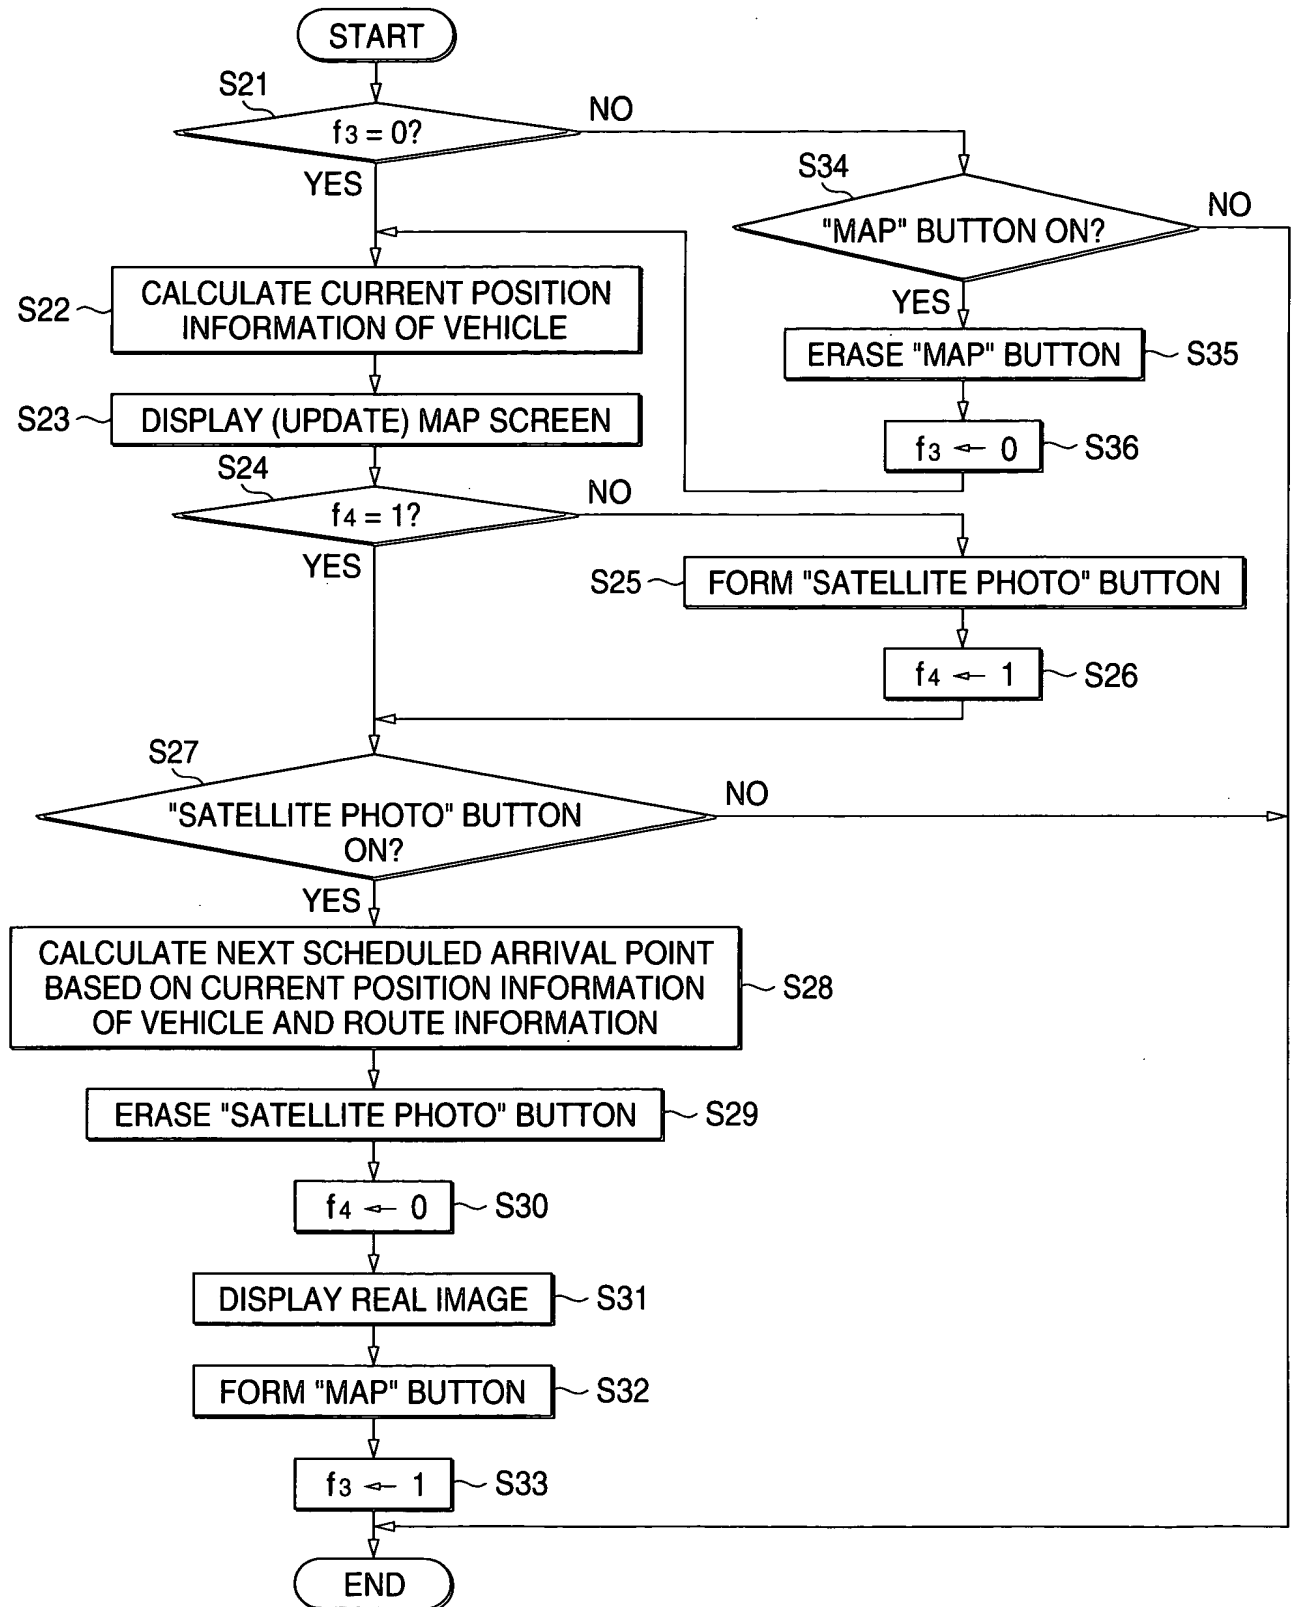 START
S21
f3 = 0?
NO
YES
S34
"MAP" BUTTON ON?
NO
YES
S22
CALCULATE CURRENT POSITION
INFORMATION OF VEHICLE
ERASE "MAP" BUTTON
S35
S23
DISPLAY (UPDATE) MAP SCREEN
f3 ← 0
S36
S24
f4 = 1?
NO
YES
S25
FORM "SATELLITE PHOTO" BUTTON
f4 ← 1
S26
S27
"SATELLITE PHOTO" BUTTON
ON?
NO
YES
CALCULATE NEXT SCHEDULED ARRIVAL POINT
BASED ON CURRENT POSITION INFORMATION
OF VEHICLE AND ROUTE INFORMATION
S28
ERASE "SATELLITE PHOTO" BUTTON
S29
f4 ← 0
S30
DISPLAY REAL IMAGE
S31
FORM "MAP" BUTTON
S32
f3 ← 1
S33
END